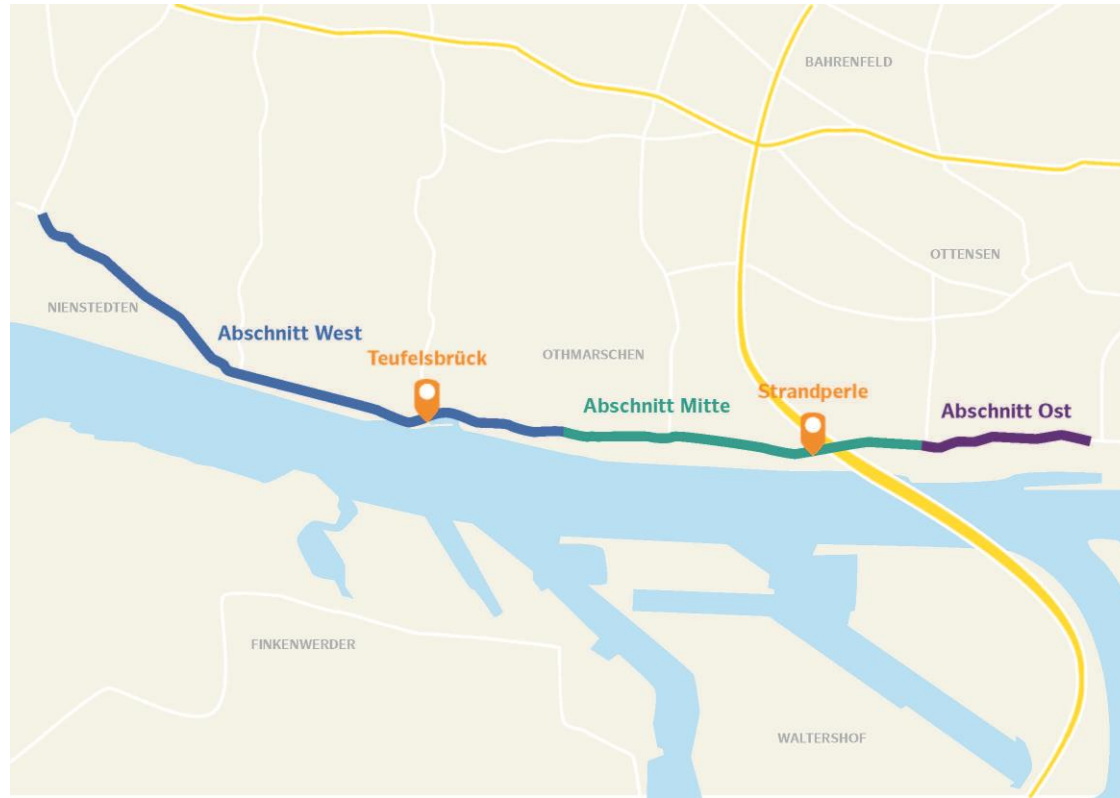 BAHRENFELD
OTTENSEN
NIENSTEDTEN
Abschnitt West
Teufelsbrück
OTHMARSCHEN
Strandperle
Abschnitt Mitte
Abschnitt Ost
FINKENWERDER
WALTERSHOF